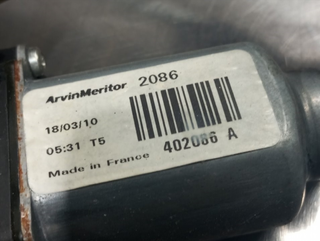 ArvinMeritor 2086
18/03/10
05:31 T5
402086 A
Made in France